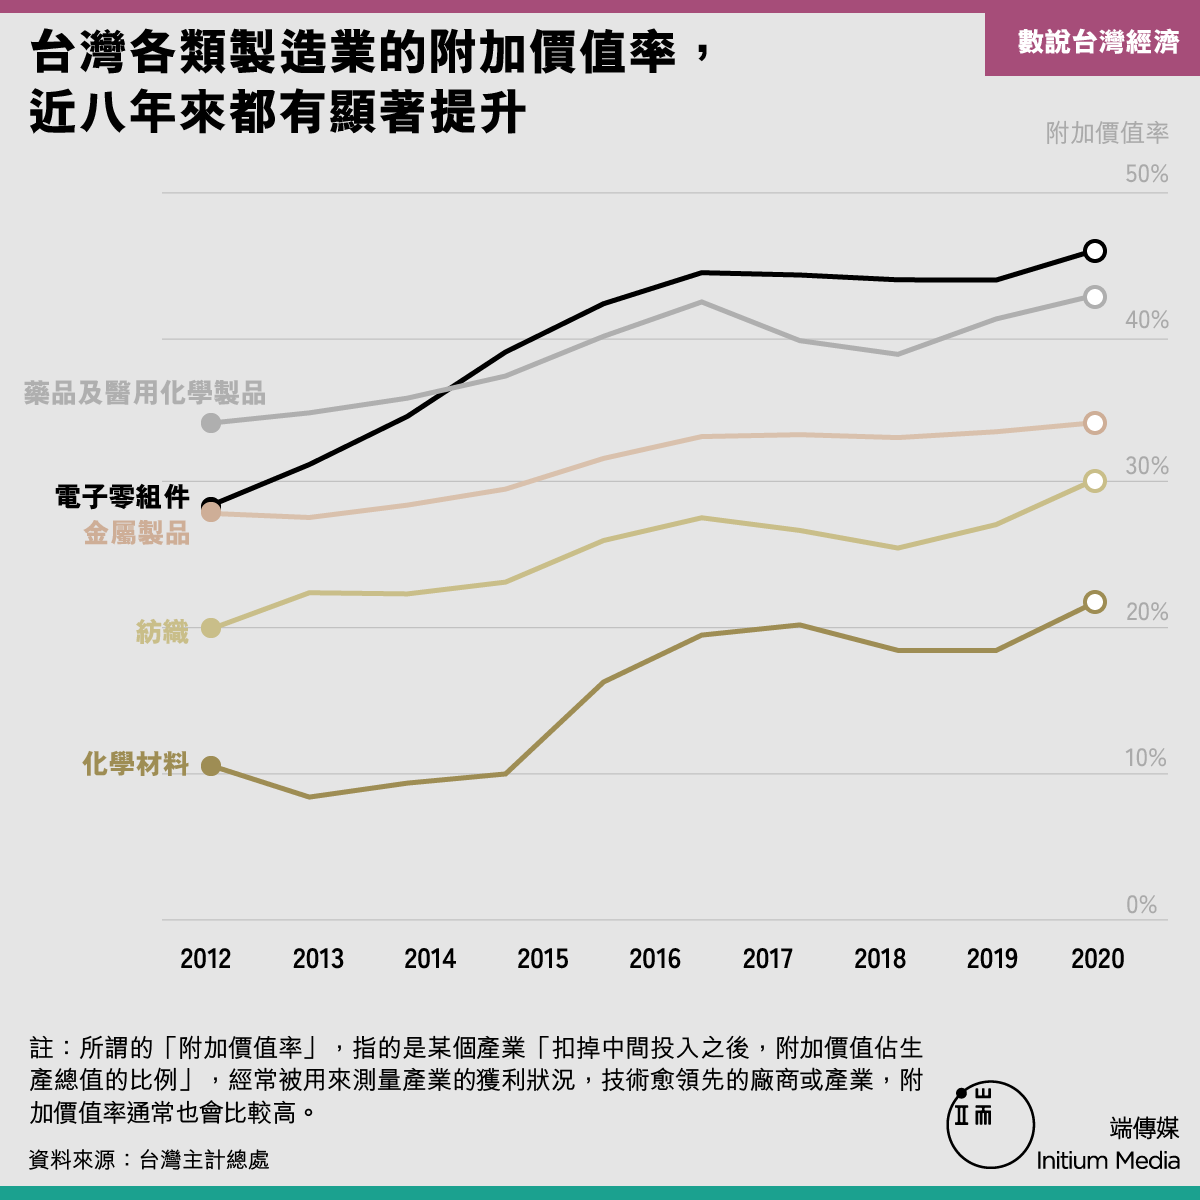 數說台灣經濟
台灣各類製造業的附加價值率，
近八年來都有顯著提升
附加價值率
50%
40%
藥品及醫用化學製品
30%
電子零組件
金屬製品
20%
紡織
10%
化學材料
0%
2012 2013 2014 2015 2016 2017 2018 2019 2020
註：所謂的「附加價值率」，指的是某個產業「扣掉中間投入之後，附加價值佔生
產總值的比例」，經常被用來測量產業的獲利狀況，技術愈領先的廠商或產業，附
加價值率通常也會比較高。
資料來源：台灣主計總處
端
端傳媒
Initium Media